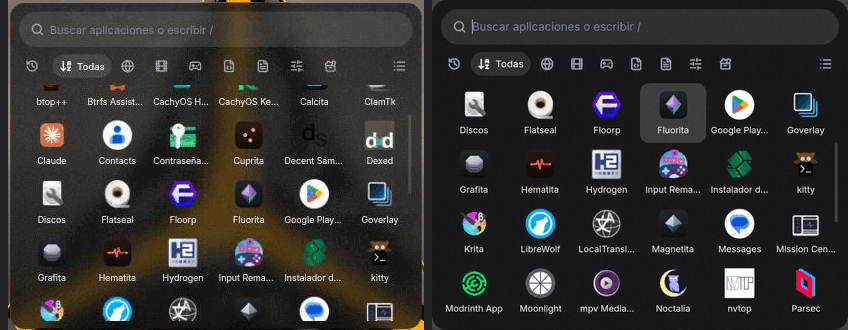 Buscar aplicaciones o escribir /
Todas
btop++
Btrfs Assist...
CachyOS H...
CachyOS Ke...
Calcita
ClamTk
Claude
Contacts
Contraseña...
Cuprita
Decent Sam...
Dexed
Discos
Flatseal
Floorp
Fluorita
Google Play...
Goverlay
Grafita
Hematita
Hydrogen
Input Rema...
Instalador d...
kitty
Buscar aplicaciones o escribir /
Todas
Discos
Flatseal
Floorp
Fluorita
Google Play...
Goverlay
Grafita
Hematita
Hydrogen
Input Rema...
Instalador d...
kitty
Krita
LibreWolf
LocalTransl...
Magnetita
Messages
Mission Cen...
Modrinth App
Moonlight
mpv Media...
Noctalia
nvtop
Parsec